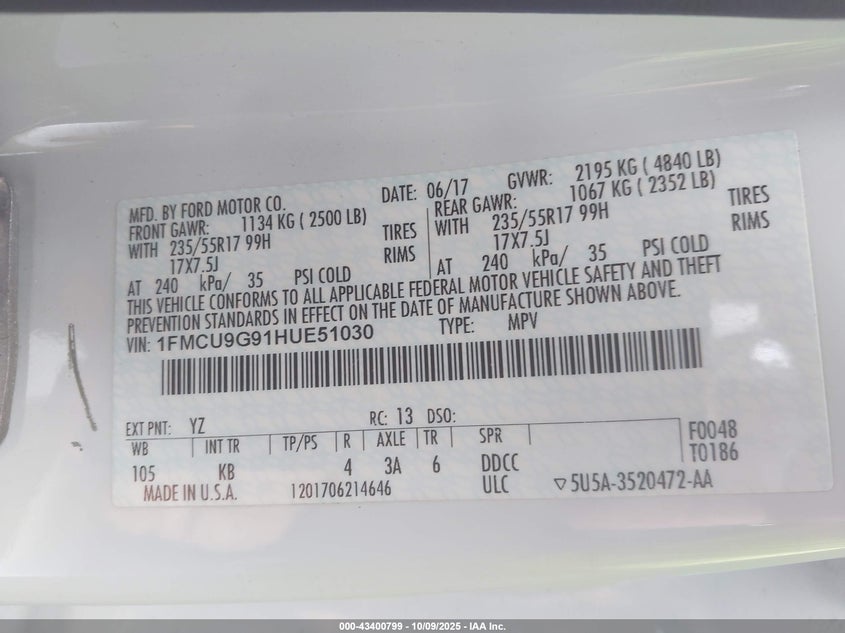 MFD. BY FORD MOTOR CO. DATE: 06/17 GVWR: 2195 KG ( 4840 LB)
FRONT GAWR: 1134 KG ( 2500 LB) REAR GAWR: 1067 KG ( 2352 LB)
WITH 235/55R17 99H TIRES WITH 235/55R17 99H TIRES
17X7.5J RIMS 17X7.5J RIMS
AT 240 kPa/ 35 PSI COLD AT 240 kPa/ 35 PSI COLD
THIS VEHICLE CONFORMS TO ALL APPLICABLE FEDERAL MOTOR VEHICLE SAFETY AND THEFT
PREVENTION STANDARDS IN EFFECT ON THE DATE OF MANUFACTURE SHOWN ABOVE.
VIN: 1FMCU9G91HUE51030 TYPE: MPV
EXT PNT: YZ RC: 13 DSO:
WB INT TR TP/PS R AXLE TR SPR F0048
105 KB 4 3A 6 DDCC T0186
MADE IN U.S.A. 1201706214646 ULC ▽5U5A-3520472-AA
000-43400799 - 10/09/2025 - IAA Inc.